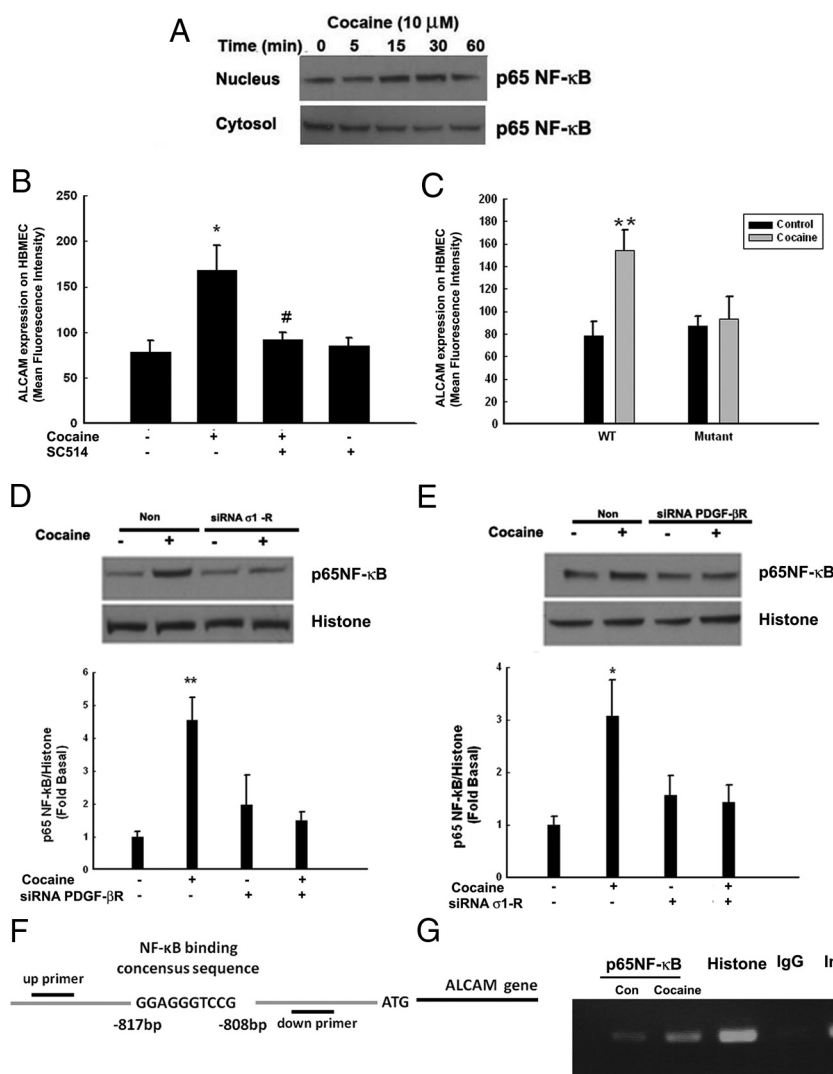 A
Cocaine (10 μM)
Time (min) 0 5 15 30 60
Nucleus p65 NF-κB
Cytosol p65 NF-κB
B
ALCAM expression on HBMEC
(Mean Fluorescence Intensity)
250
200
150
100
50
0
*
#
Cocaine - + + -
SC514 - - + +
C
ALCAM expression on HBMEC
(Mean Fluorescence Intensity)
200
180
160
140
120
100
80
60
40
20
0
**
Control
Cocaine
WT Mutant
D
Non siRNA σ1 -R
Cocaine - + - +
p65NF-κB
Histone
p65 NF-kB/Histone
(Fold Basal)
6
5
4
3
2
1
0
**
Cocaine - + - +
siRNA PDGF-βR - - + +
E
Non siRNA PDGF-βR
Cocaine - + - +
p65NF-κB
Histone
p65 NF-kB/Histone
(Fold Basal)
4
3
2
1
0
*
Cocaine - + - +
siRNA σ1-R - - + +
F
NF-κB binding
concensus sequence
up primer
GGAGGGTCCG
-817bp -808bp
down primer
ATG
ALCAM gene
G
p65NF-κB Histone IgG
Con Cocaine